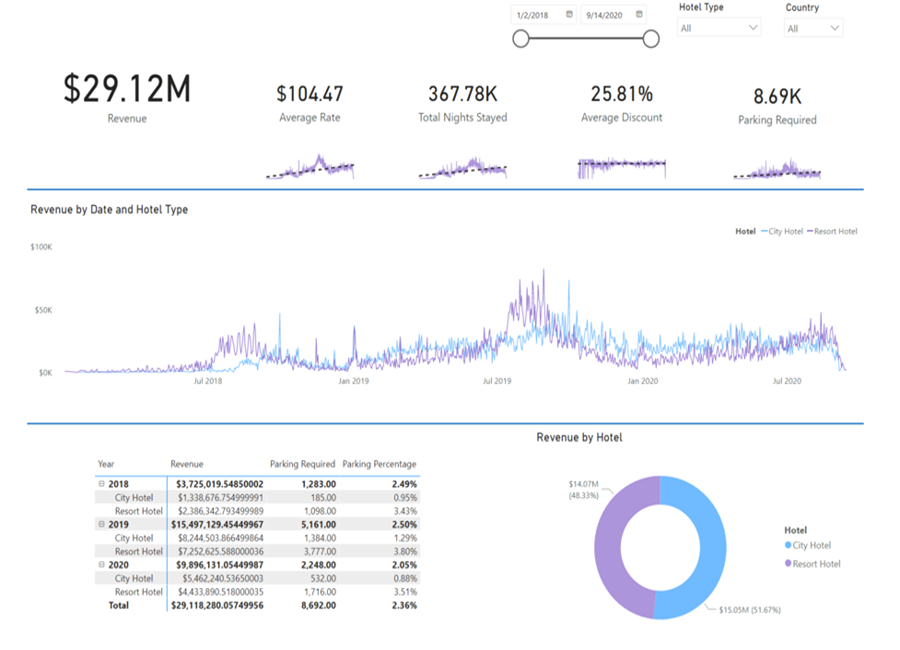 1/2/2018 9/14/2020 Hotel Type Country
All All
$29.12M $104.47 367.78K 25.81% 8.69K
Revenue Average Rate Total Nights Stayed Average Discount Parking Required
Revenue by Date and Hotel Type
Hotel City Hotel Resort Hotel
$100K
$50K
$0K
Jul 2018 Jan 2019 Jul 2019 Jan 2020 Jul 2020
Revenue by Hotel
Year Revenue Parking Required Parking Percentage
2018 $3,725,019.54850002 1,283.00 2.49%
City Hotel $1,338,676.754999991 185.00 0.95%
Resort Hotel $2,386,342.793499989 1,098.00 3.43%
2019 $15,497,129.45449967 5,161.00 2.50%
City Hotel $8,244,503.866499864 1,384.00 1.29%
Resort Hotel $7,252,625.588000036 3,777.00 3.80%
2020 $9,896,131.05449987 2,248.00 2.05%
City Hotel $5,462,240.53650003 532.00 0.88%
Resort Hotel $4,433,890.518000035 1,716.00 3.51%
Total $29,118,280.05749956 8,692.00 2.36%
$14.07M
(48.33%)
$15.05M (51.67%)
Hotel
City Hotel
Resort Hotel